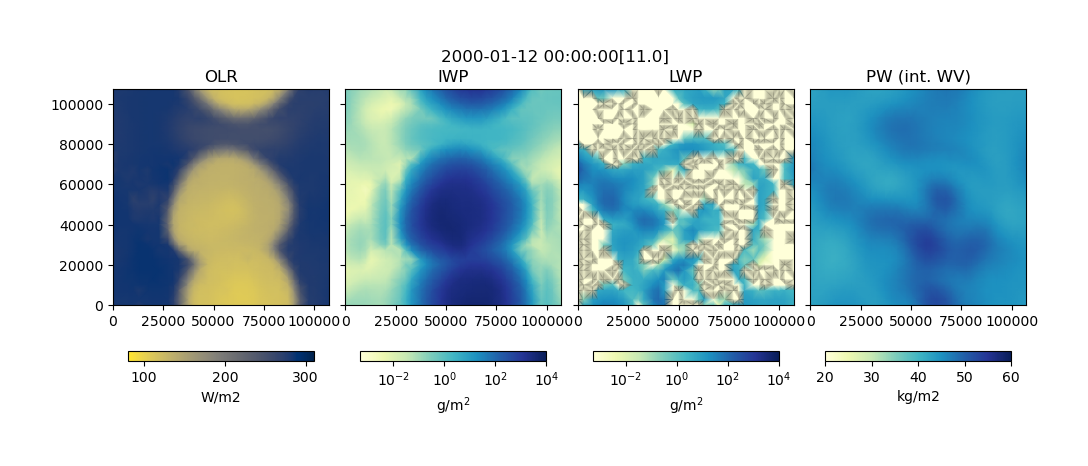 2000-01-12 00:00:00[11.0]
OLR IWP LWP PW (int. WV)
100000
80000
60000
40000
20000
0
0 25000 50000 75000 100000 0 25000 50000 75000 100000 0 25000 50000 75000 100000 0 25000 50000 75000 100000
100 200 300 10⁻² 10⁰ 10² 10⁴ 10⁻² 10⁰ 10² 10⁴ 20 30 40 50 60
W/m2 g/m² g/m² kg/m2